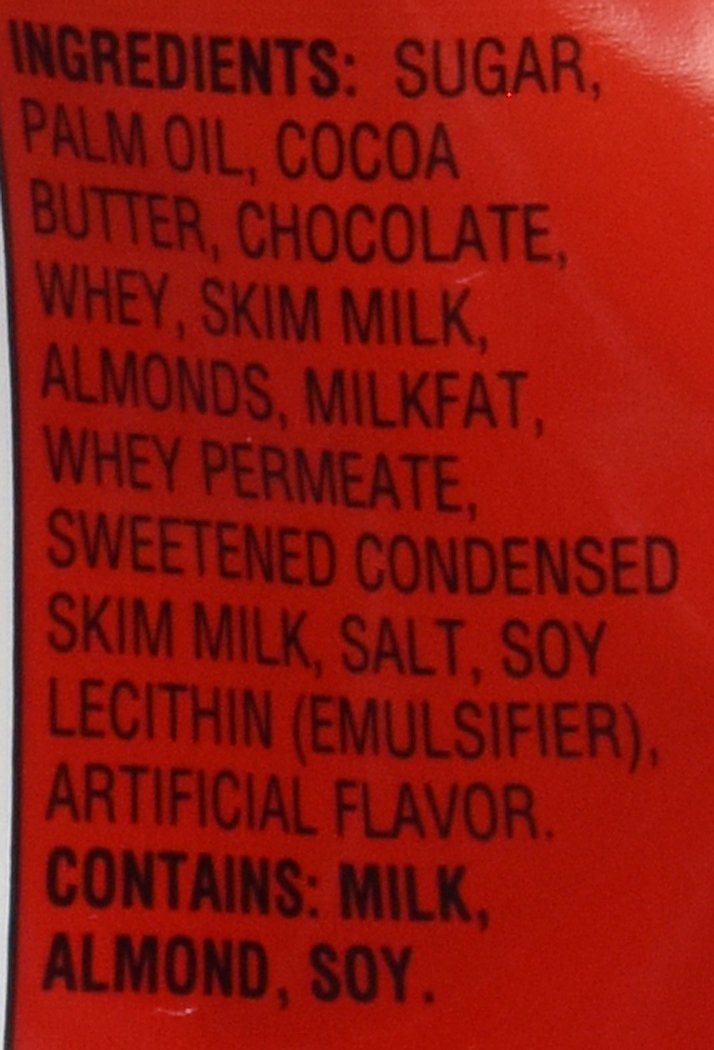 INGREDIENTS: SUGAR,
PALM OIL, COCOA
BUTTER, CHOCOLATE,
WHEY, SKIM MILK,
ALMONDS, MILKFAT,
WHEY PERMEATE,
SWEETENED CONDENSED
SKIM MILK, SALT, SOY
LECITHIN (EMULSIFIER),
ARTIFICIAL FLAVOR.
CONTAINS: MILK,
ALMOND, SOY.